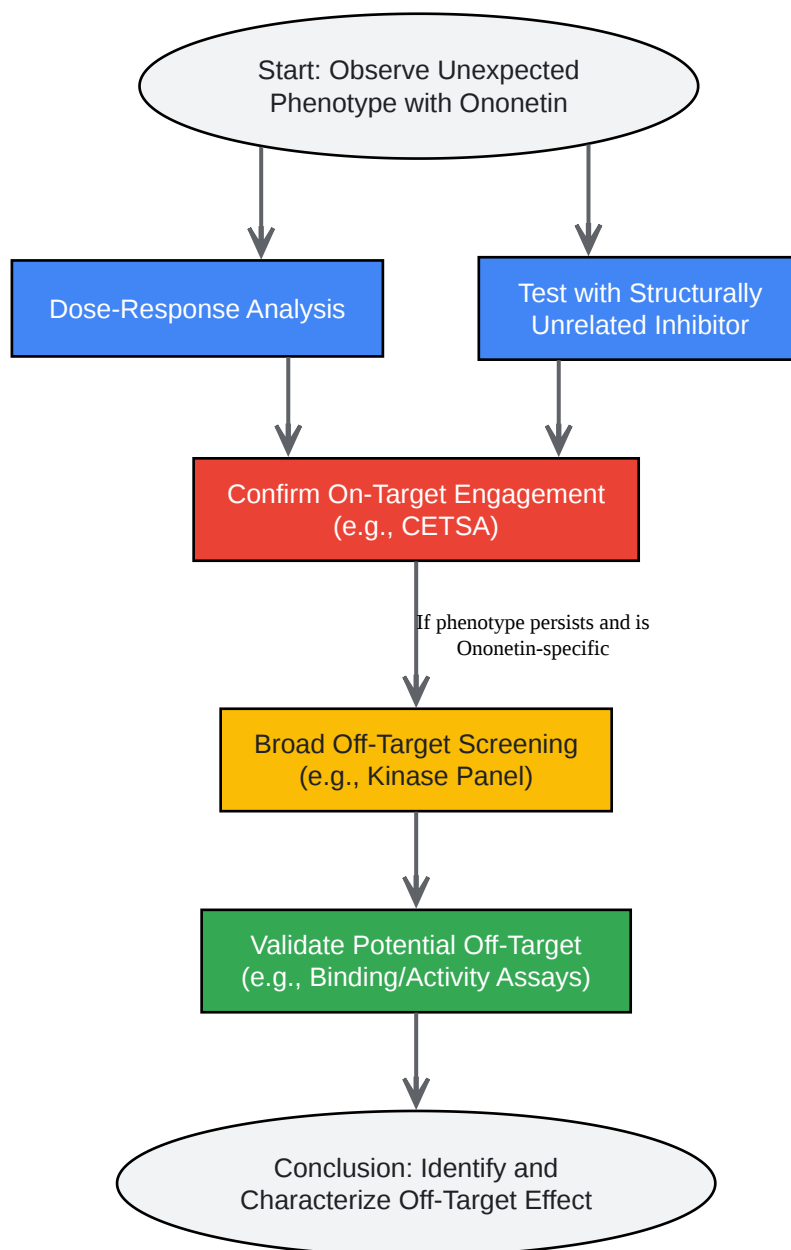 Start: Observe Unexpected
Phenotype with Ononetin
Dose-Response Analysis
Test with Structurally
Unrelated Inhibitor
Confirm On-Target Engagement
(e.g., CETSA)
If phenotype persists and is
Ononetin-specific
Broad Off-Target Screening
(e.g., Kinase Panel)
Validate Potential Off-Target
(e.g., Binding/Activity Assays)
Conclusion: Identify and
Characterize Off-Target Effect